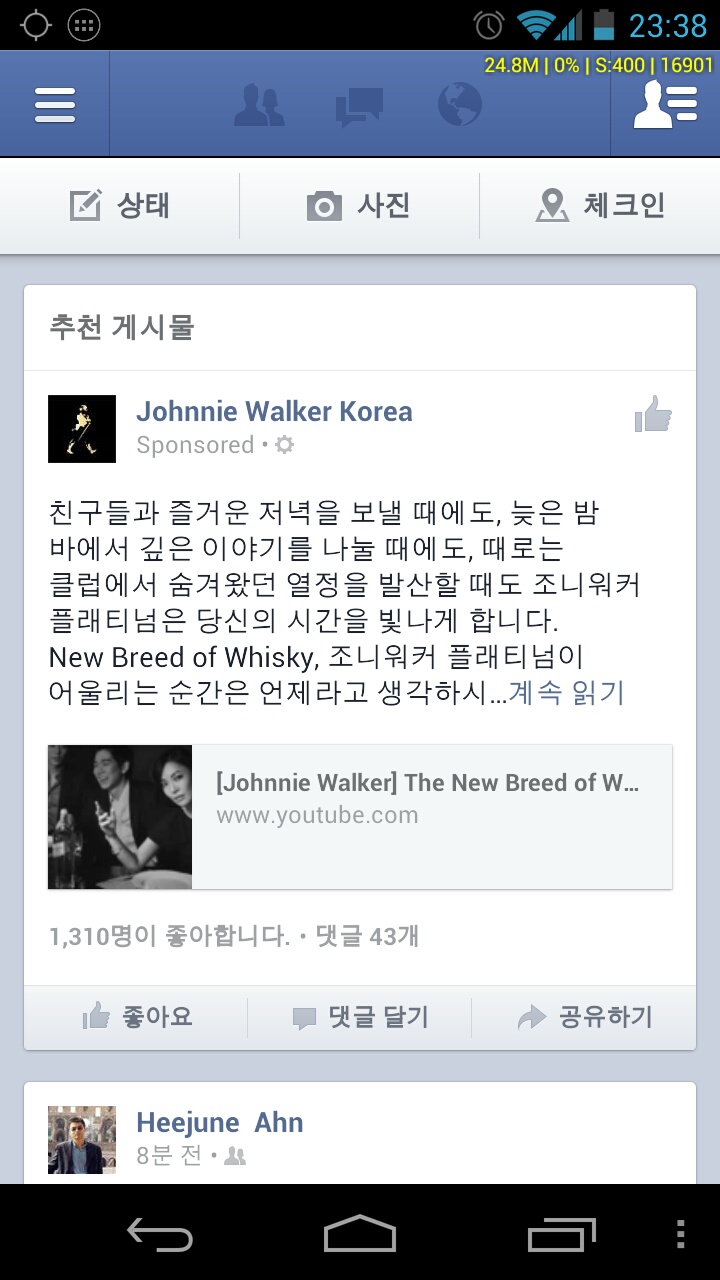 23:38
24.8M | 0% | S:400 | 16901
상태 사진 체크인
추천 게시물
Johnnie Walker Korea
Sponsored •
친구들과 즐거운 저녁을 보낼 때에도, 늦은 밤
바에서 깊은 이야기를 나눌 때에도, 때로는
클럽에서 숨겨왔던 열정을 발산할 때도 조니워커
플래티넘은 당신의 시간을 빛나게 합니다.
New Breed of Whisky, 조니워커 플래티넘이
어울리는 순간은 언제라고 생각하시...계속 읽기
[Johnnie Walker] The New Breed of W...
www.youtube.com
1,310명이 좋아합니다. • 댓글 43개
좋아요 댓글 달기 공유하기
Heejune Ahn
8분 전 •